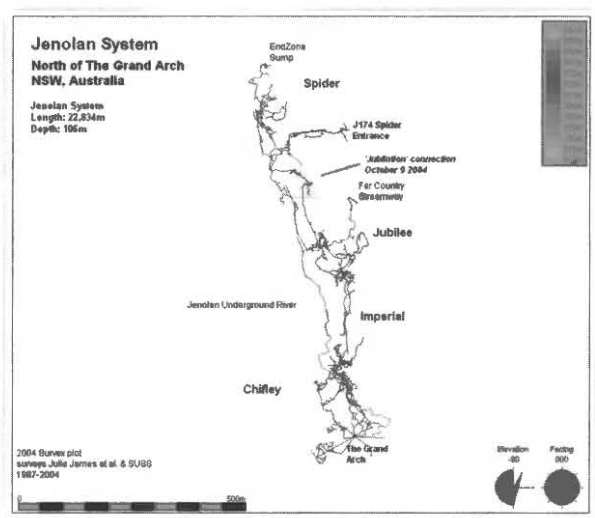 Jenolan System
North of The Grand Arch
NSW, Australia
Jenolan System
Length: 22,834m
Depth: 106m
EndZone
Sump
Spider
J174 Spider
Entrance
'Jubilation' connection
October 9 2004
Far Country
Streamway
Jubilee
Jenolan Underground River
Imperial
Chifley
The Grand
Arch
2004 Survex plot
surveys Julia James et al. & SUSS
1987-2004
0
500m
Elevation
-90
Facing
000